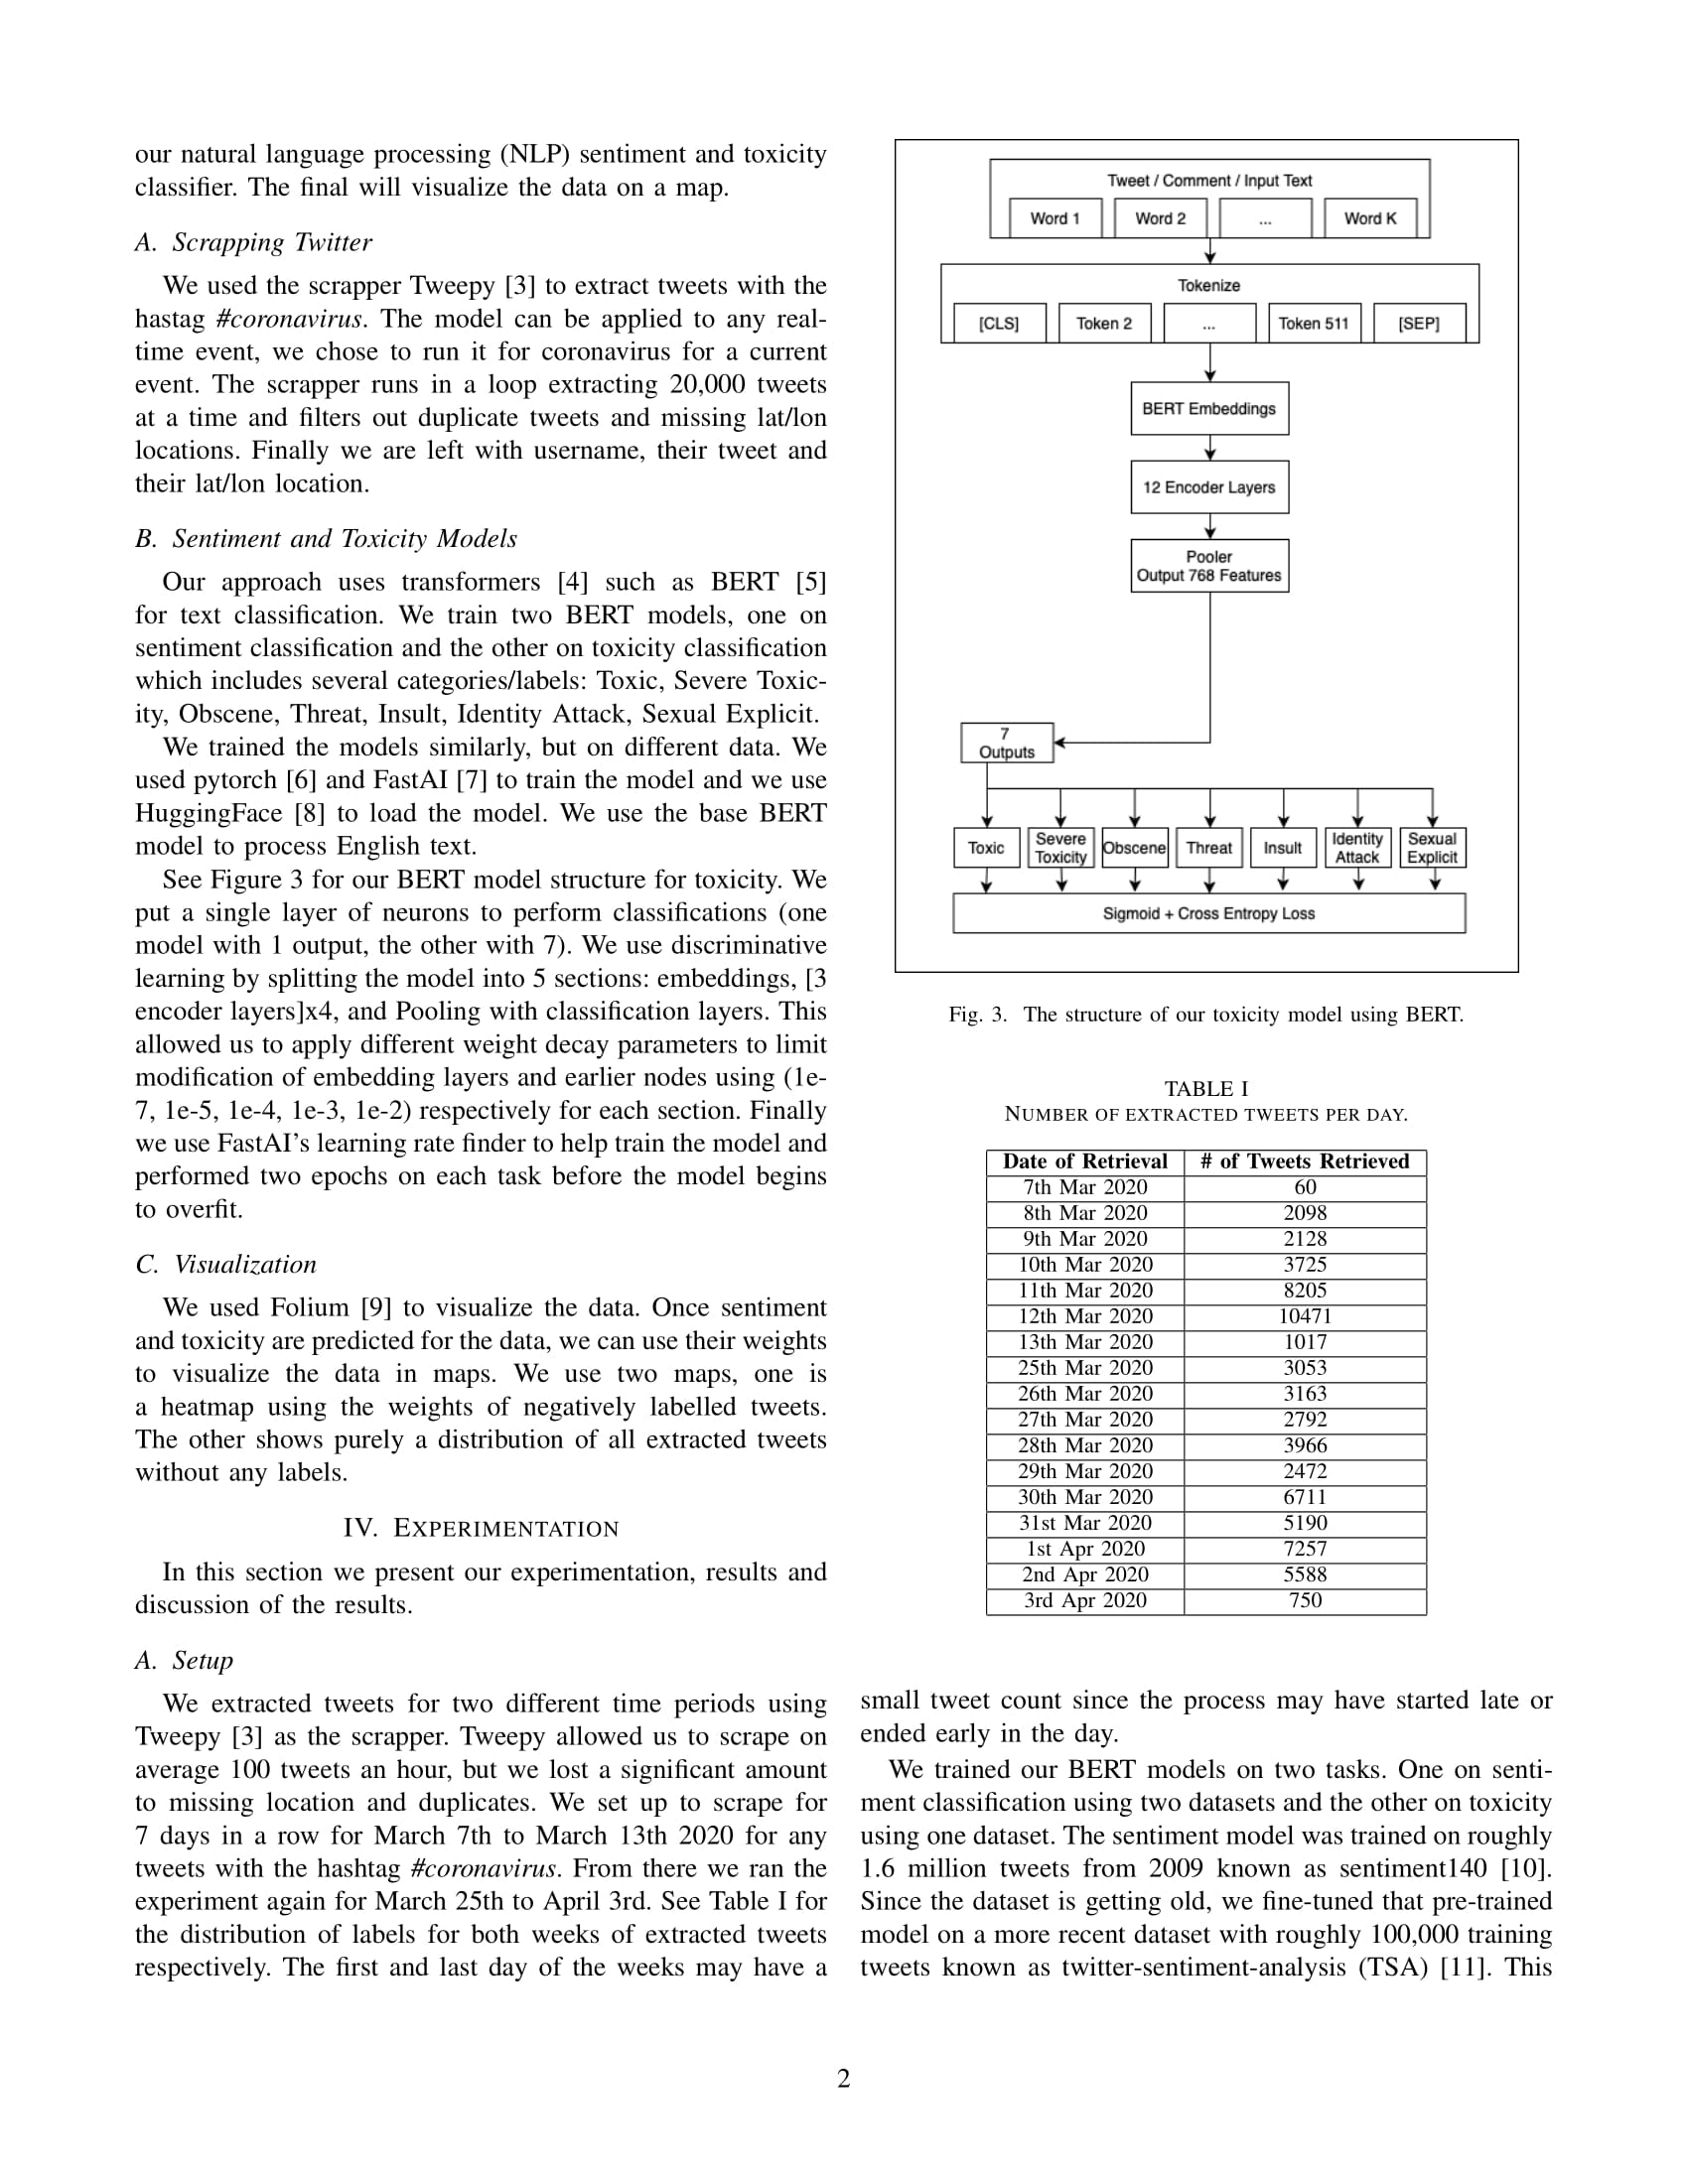 our natural language processing (NLP) sentiment and toxicity
classifier. The final will visualize the data on a map.
A. Scrapping Twitter
We used the scrapper Tweepy [3] to extract tweets with the
hastag #coronavirus. The model can be applied to any real-
time event, we chose to run it for coronavirus for a current
event. The scrapper runs in a loop extracting 20,000 tweets
at a time and filters out duplicate tweets and missing lat/lon
locations. Finally we are left with username, their tweet and
their lat/lon location.
B. Sentiment and Toxicity Models
Our approach uses transformers [4] such as BERT [5]
for text classification. We train two BERT models, one on
sentiment classification and the other on toxicity classification
which includes several categories/labels: Toxic, Severe Toxic-
ity, Obscene, Threat, Insult, Identity Attack, Sexual Explicit.
We trained the models similarly, but on different data. We
used pytorch [6] and FastAI [7] to train the model and we use
HuggingFace [8] to load the model. We use the base BERT
model to process English text.
See Figure 3 for our BERT model structure for toxicity. We
put a single layer of neurons to perform classifications (one
model with 1 output, the other with 7). We use discriminative
learning by splitting the model into 5 sections: embeddings, [3
encoder layers]x4, and Pooling with classification layers. This
allowed us to apply different weight decay parameters to limit
modification of embedding layers and earlier nodes using (1e-
7, 1e-5, 1e-4, 1e-3, 1e-2) respectively for each section. Finally
we use FastAI's learning rate finder to help train the model and
performed two epochs on each task before the model begins
to overfit.
C. Visualization
We used Folium [9] to visualize the data. Once sentiment
and toxicity are predicted for the data, we can use their weights
to visualize the data in maps. We use two maps, one is
a heatmap using the weights of negatively labelled tweets.
The other shows purely a distribution of all extracted tweets
without any labels.
IV. EXPERIMENTATION
In this section we present our experimentation, results and
discussion of the results.
A. Setup
We extracted tweets for two different time periods using
Tweepy [3] as the scrapper. Tweepy allowed us to scrape on
average 100 tweets an hour, but we lost a significant amount
to missing location and duplicates. We set up to scrape for
7 days in a row for March 7th to March 13th 2020 for any
tweets with the hashtag #coronavirus. From there we ran the
experiment again for March 25th to April 3rd. See Table I for
the distribution of labels for both weeks of extracted tweets
respectively. The first and last day of the weeks may have a
Tweet / Comment / Input Text
Word 1 Word 2 ... Word K
Tokenize
[CLS] Token 2 ... Token 511 [SEP]
BERT Embeddings
12 Encoder Layers
Pooler
Output 768 Features
7
Outputs
Toxic Severe Toxicity Obscene Threat Insult Identity Attack Sexual Explicit
Sigmoid + Cross Entropy Loss
Fig. 3. The structure of our toxicity model using BERT.
TABLE I
NUMBER OF EXTRACTED TWEETS PER DAY.
Date of Retrieval # of Tweets Retrieved
7th Mar 2020 60
8th Mar 2020 2098
9th Mar 2020 2128
10th Mar 2020 3725
11th Mar 2020 8205
12th Mar 2020 10471
13th Mar 2020 1017
25th Mar 2020 3053
26th Mar 2020 3163
27th Mar 2020 2792
28th Mar 2020 3966
29th Mar 2020 2472
30th Mar 2020 6711
31st Mar 2020 5190
1st Apr 2020 7257
2nd Apr 2020 5588
3rd Apr 2020 750
small tweet count since the process may have started late or
ended early in the day.
We trained our BERT models on two tasks. One on senti-
ment classification using two datasets and the other on toxicity
using one dataset. The sentiment model was trained on roughly
1.6 million tweets from 2009 known as sentiment140 [10].
Since the dataset is getting old, we fine-tuned that pre-trained
model on a more recent dataset with roughly 100,000 training
tweets known as twitter-sentiment-analysis (TSA) [11]. This
2